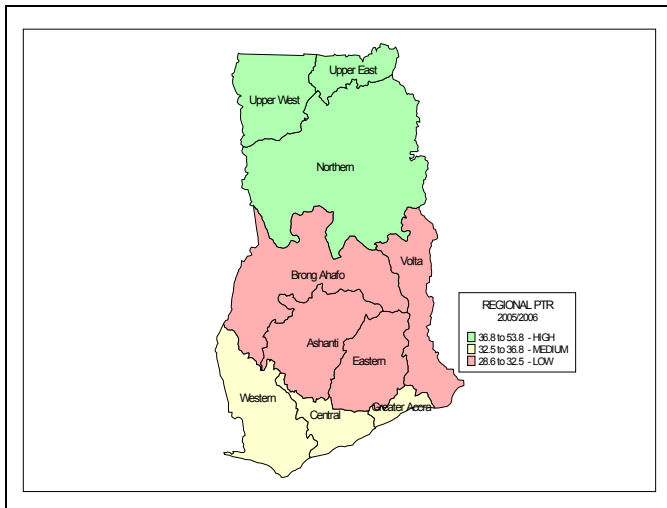 Upper East
Upper West
Northern
Volta
Brong Ahafo
REGIONAL PTR
2005/2006
36.8 to 53.8 - HIGH
32.5 to 36.8 - MEDIUM
28.6 to 32.5 - LOW
Ashanti
Eastern
Western
Greater Accra
Central